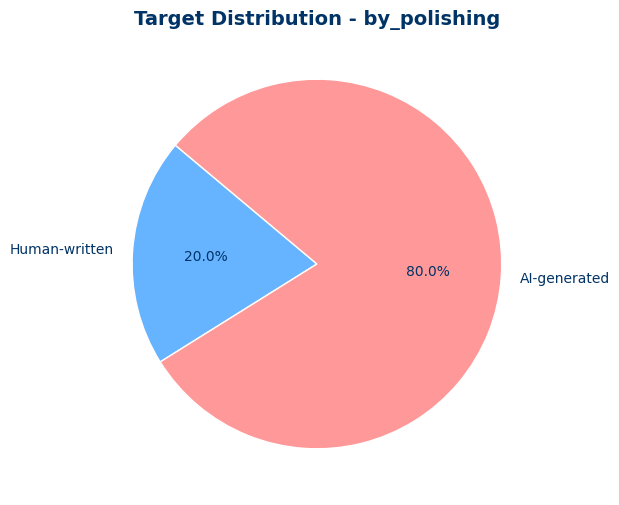 Target Distribution - by_polishing
Human-written
20.0%
80.0%
AI-generated